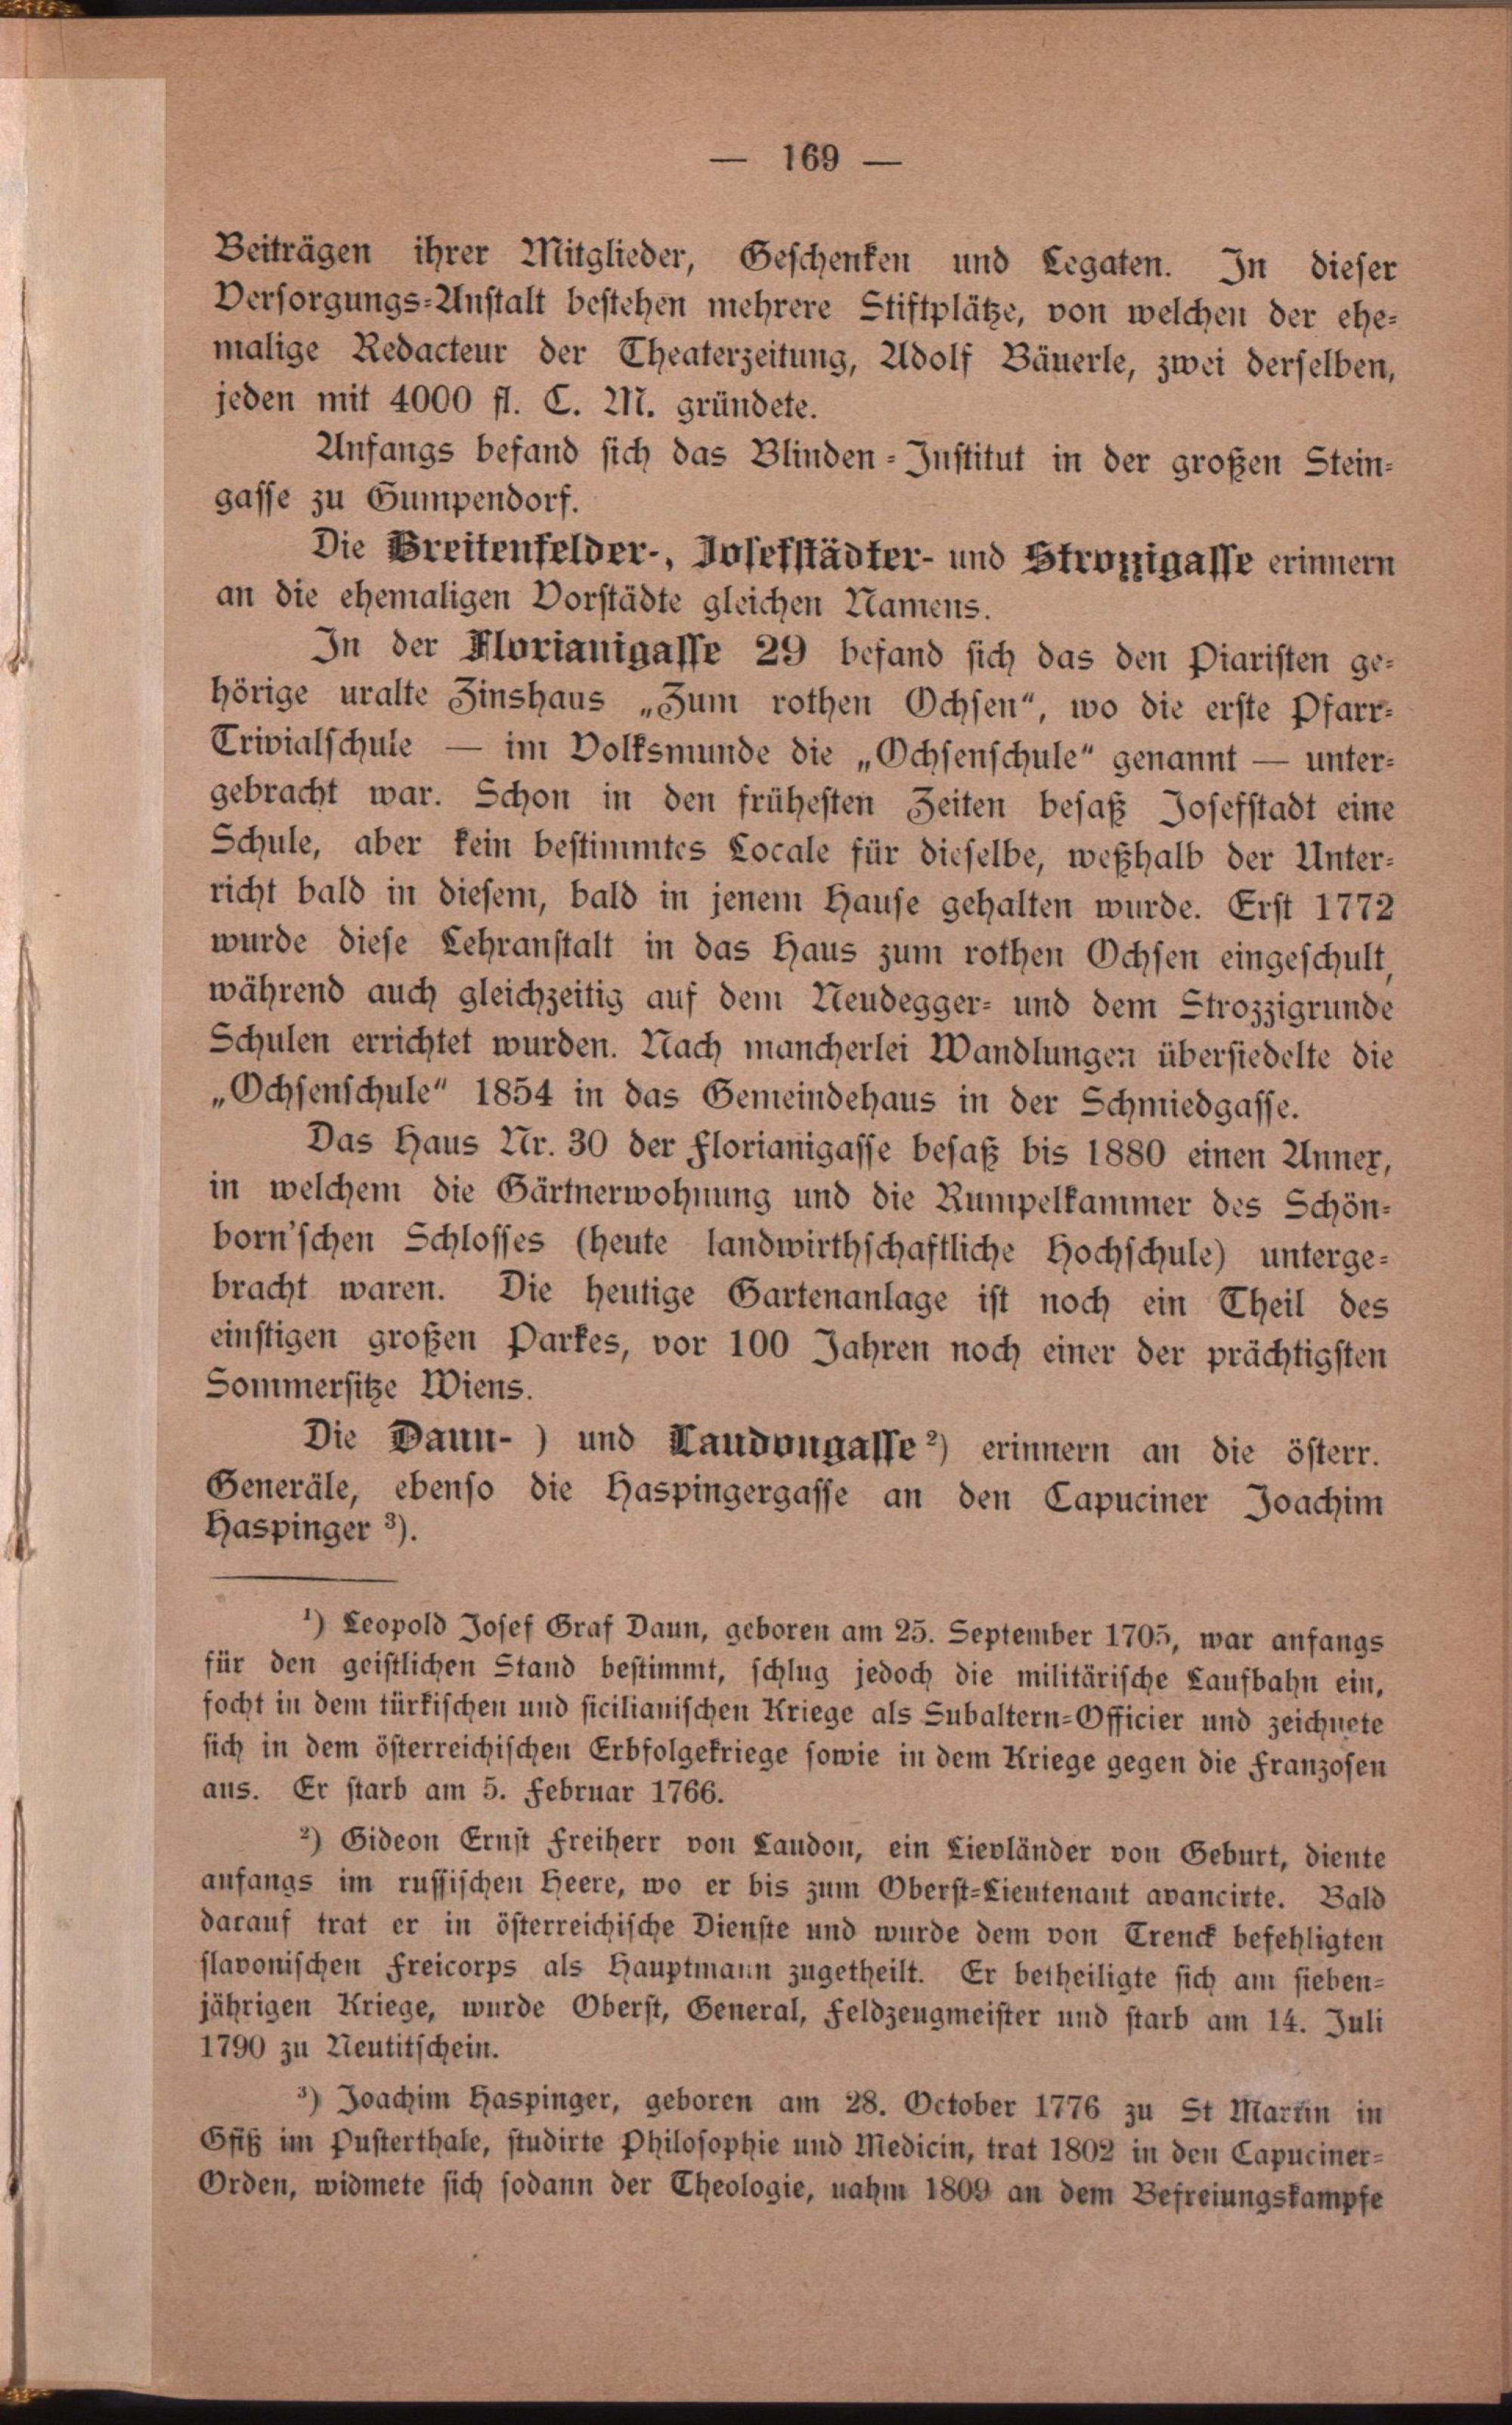 — 169 —
Beiträgen ihrer Mitglieder, Geschenken und Legaten. In dieser
Versorgungs-Anstalt bestehen mehrere Stiftplätze, von welchen der ehe-
malige Redacteur der Theaterzeitung, Adolf Bäuerle, zwei derselben,
jeden mit 4000 fl. C. M. gründete.
Anfangs befand sich das Blinden-Institut in der großen Stein-
gasse zu Gumpendorf.
Die Breitenfelder-, Josefstädter- und Strozzigasse erinnern
an die ehemaligen Vorstädte gleichen Namens.
In der Florianigasse 29 befand sich das den Piaristen ge-
hörige uralte Zinshaus „Zum rothen Ochsen“, wo die erste Pfarr-
Trivialschule — im Volksmunde die „Ochsenschule“ genannt — unter-
gebracht war. Schon in den frühesten Zeiten besaß Josefstadt eine
Schule, aber kein bestimmtes Locale für dieselbe, weßhalb der Unter-
richt bald in diesem, bald in jenem Hause gehalten wurde. Erst 1772
wurde diese Lehranstalt in das Haus zum rothen Ochsen eingeschult,
während auch gleichzeitig auf dem Neudegger- und dem Strozzigrunde
Schulen errichtet wurden. Nach mancherlei Wandlungen übersiedelte die
„Ochsenschule“ 1854 in das Gemeindehaus in der Schmiedgasse.
Das Haus Nr. 30 der Florianigasse besaß bis 1880 einen Annex,
in welchem die Gärtnerwohnung und die Rumpelkammer des Schön-
born'schen Schlosses (heute landwirthschaftliche Hochschule) unterge-
bracht waren. Die heutige Gartenanlage ist noch ein Theil des
einstigen großen Parkes, vor 100 Jahren noch einer der prächtigsten
Sommersitze Wiens.
Die Daun- ) und Laudongasse ²) erinnern an die österr.
Generäle, ebenso die Haspingergasse an den Capuciner Joachim
Haspinger ³).
¹) Leopold Josef Graf Daun, geboren am 25. September 1705, war anfangs
für den geistlichen Stand bestimmt, schlug jedoch die militärische Laufbahn ein,
focht in dem türkischen und sicilianischen Kriege als Subaltern-Officier und zeichnete
sich in dem österreichischen Erbfolgekriege sowie in dem Kriege gegen die Franzosen
aus. Er starb am 5. Februar 1766.
²) Gideon Ernst Freiherr von Laudon, ein Lievländer von Geburt, diente
anfangs im russischen Heere, wo er bis zum Oberst-Lieutenant avancirte. Bald
darauf trat er in österreichische Dienste und wurde dem von Trenck befehligten
slavonischen Freicorps als Hauptmann zugetheilt. Er betheiligte sich am sieben-
jährigen Kriege, wurde Oberst, General, Feldzeugmeister und starb am 14. Juli
1790 zu Neutitschein.
³) Joachim Haspinger, geboren am 28. October 1776 zu St Martin in
Gsiß im Pusterthale, studirte Philosophie und Medicin, trat 1802 in den Capuciner-
Orden, widmete sich sodann der Theologie, nahm 1809 an dem Befreiungskampfe